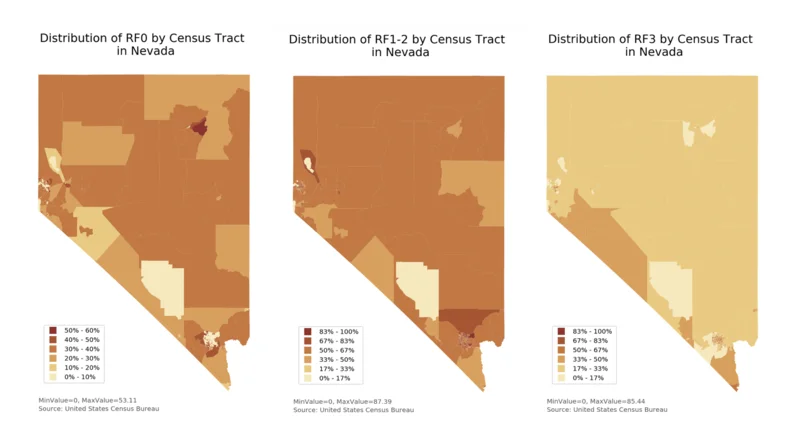 Distribution of RF0 by Census Tract
in Nevada
50% - 60%
40% - 50%
30% - 40%
20% - 30%
10% - 20%
0% - 10%
MinValue=0, MaxValue=53.11
Source: United States Census Bureau
Distribution of RF1-2 by Census Tract
in Nevada
83% - 100%
67% - 83%
50% - 67%
33% - 50%
17% - 33%
0% - 17%
MinValue=0, MaxValue=87.39
Source: United States Census Bureau
Distribution of RF3 by Census Tract
in Nevada
83% - 100%
67% - 83%
50% - 67%
33% - 50%
17% - 33%
0% - 17%
MinValue=0, MaxValue=85.44
Source: United States Census Bureau